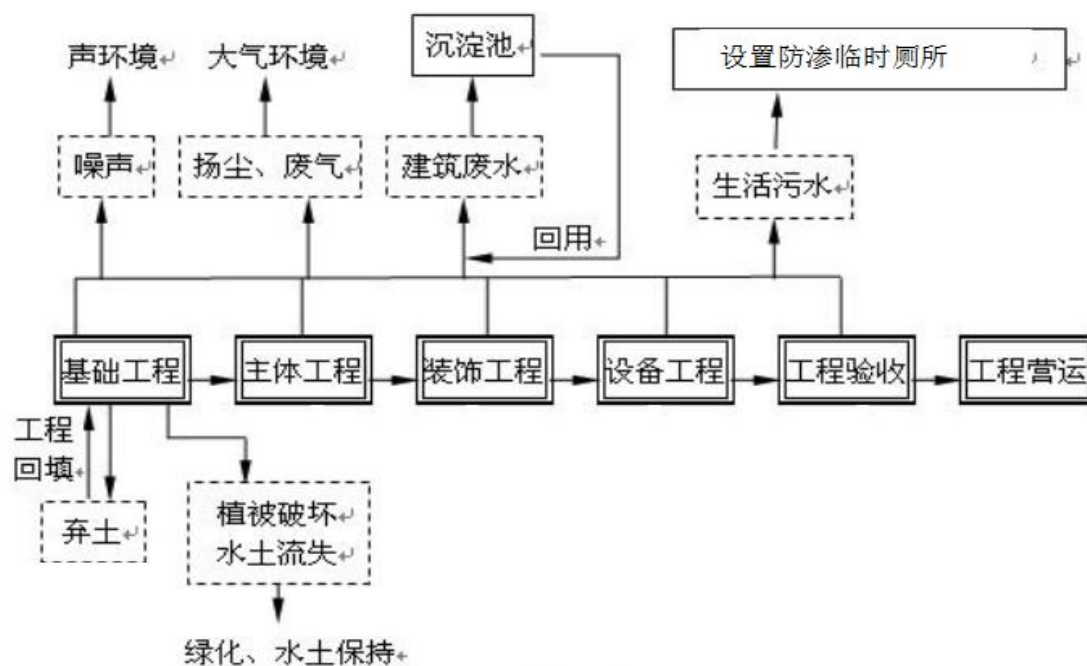 声环境
大气环境
沉淀池
设置防渗临时厕所
噪声
扬尘、废气
建筑废水
生活污水
回用
基础工程
主体工程
装饰工程
设备工程
工程验收
工程营运
工程
回填
弃土
植被破坏
水土流失
绿化、水土保持